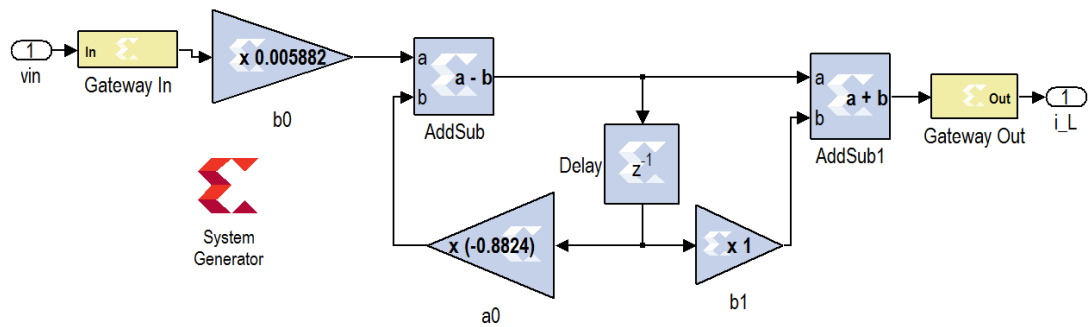 1
vin
In
Gateway In
x 0.005882
b0
a
b
a - b
AddSub
Delay
z-1
x (-0.8824)
a0
x 1
b1
a
b
a + b
AddSub1
Out
Gateway Out
1
i_L
System
Generator